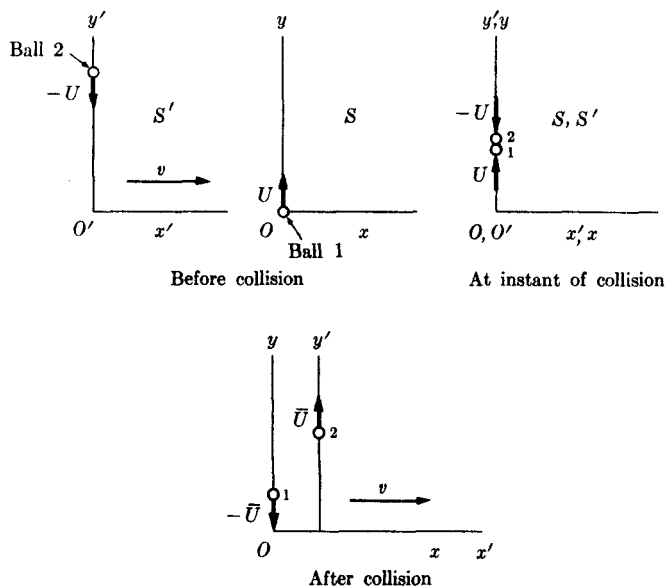 y′ y y′,y
Ball 2
−U S′ S −U S, S′
2
1
v U U
O′ x′ O x O, O′ x′, x
Ball 1
Before collision At instant of collision
y y′
Ū 2
1 v
−Ū
O x x′
After collision